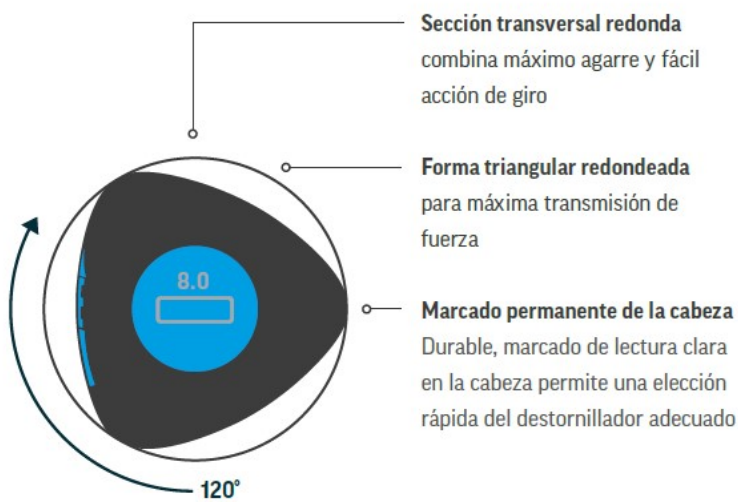 Sección transversal redonda
combina máximo agarre y fácil
acción de giro
Forma triangular redondeada
para máxima transmisión de
fuerza
8.0
Marcado permanente de la cabeza
Durable, marcado de lectura clara
en la cabeza permite una elección
rápida del destornillador adecuado
120°